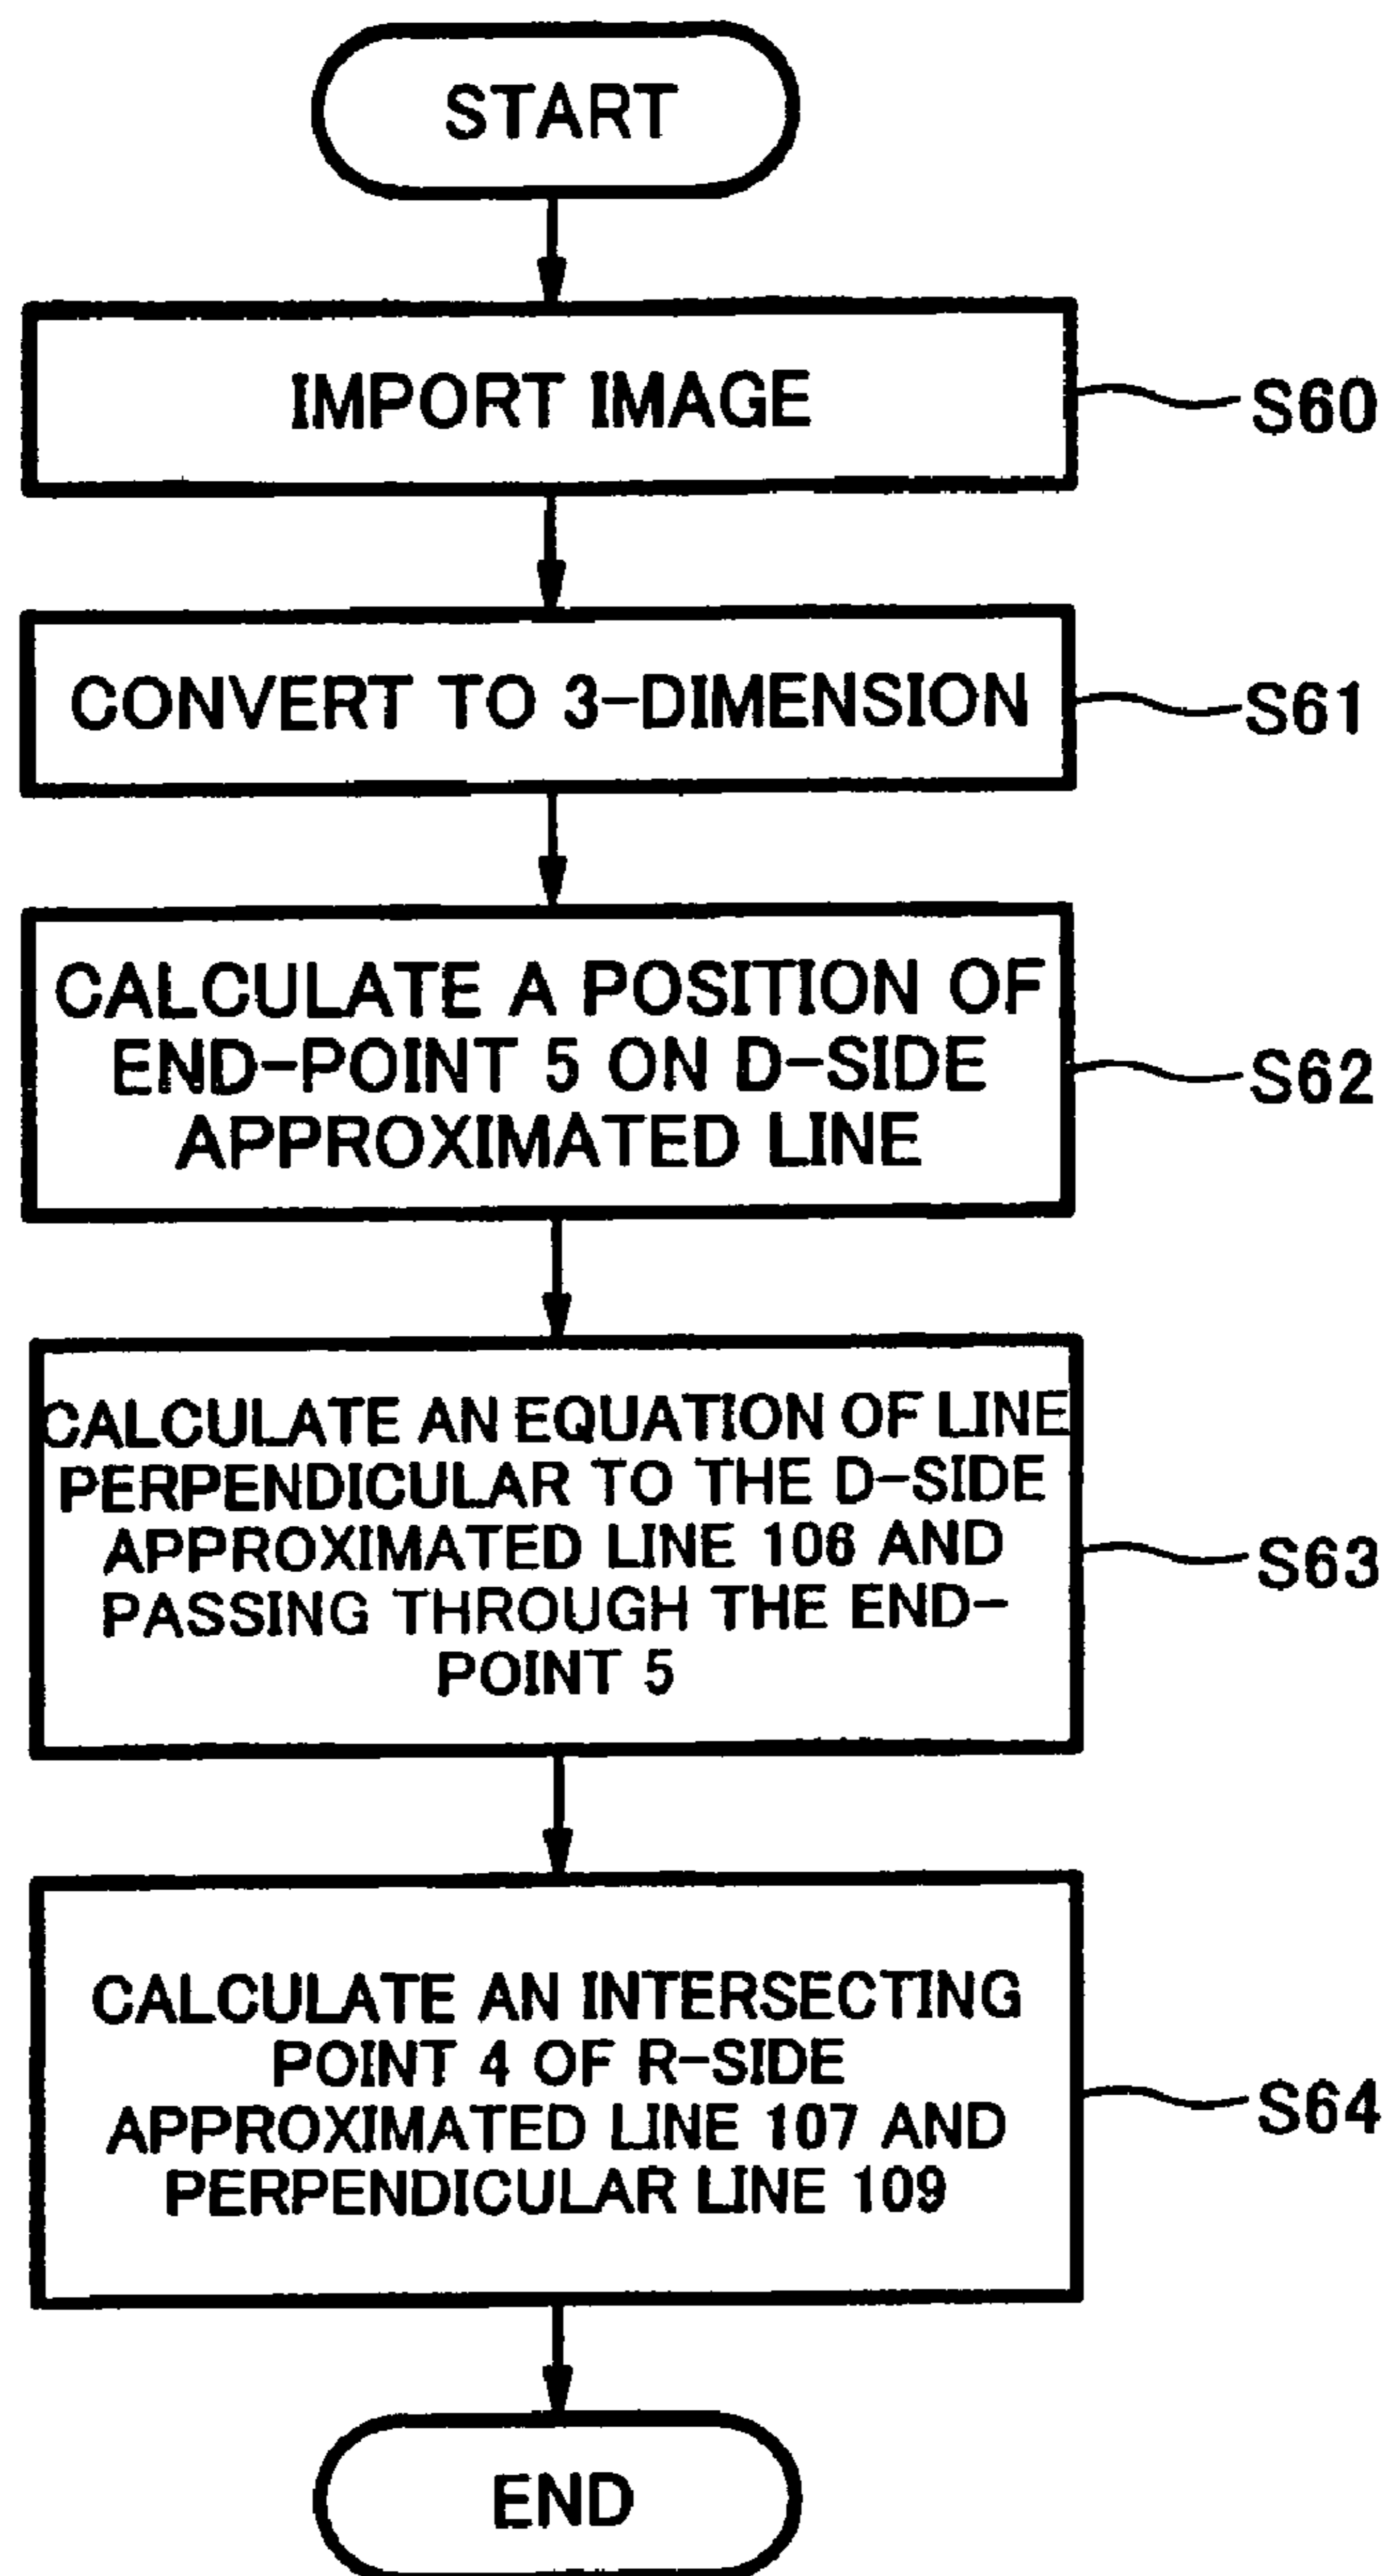 START
IMPORT IMAGE
S60
CONVERT TO 3-DIMENSION
S61
CALCULATE A POSITION OF
END-POINT 5 ON D-SIDE
APPROXIMATED LINE
S62
CALCULATE AN EQUATION OF LINE
PERPENDICULAR TO THE D-SIDE
APPROXIMATED LINE 106 AND
PASSING THROUGH THE END-
POINT 5
S63
CALCULATE AN INTERSECTING
POINT 4 OF R-SIDE
APPROXIMATED LINE 107 AND
PERPENDICULAR LINE 109
S64
END